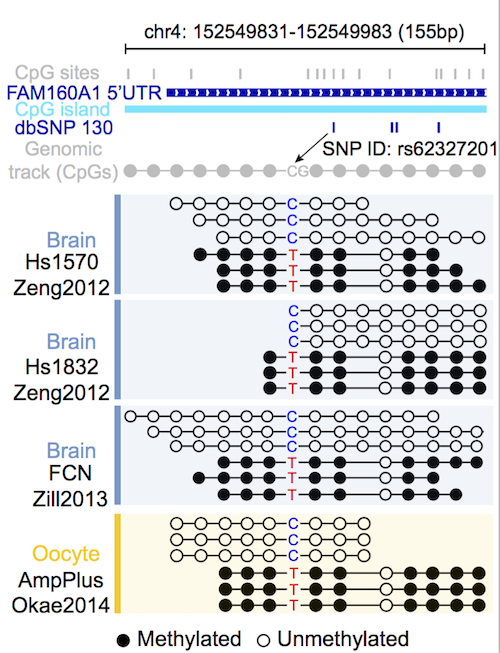 chr4: 152549831-152549983 (155bp)
CpG sites
FAM160A1 5’UTR
CpG island
dbSNP 130
Genomic SNP ID: rs62327201
track (CpGs) CG
C
C
Brain C
Hs1570 T
T
Zeng2012 T
C
Brain C
C
Hs1832 T
T
Zeng2012 T
C
C
Brain C
FCN T
T
Zill2013 T
C
C
Oocyte C
AmpPlus T
T
Okae2014 T
Methylated Unmethylated